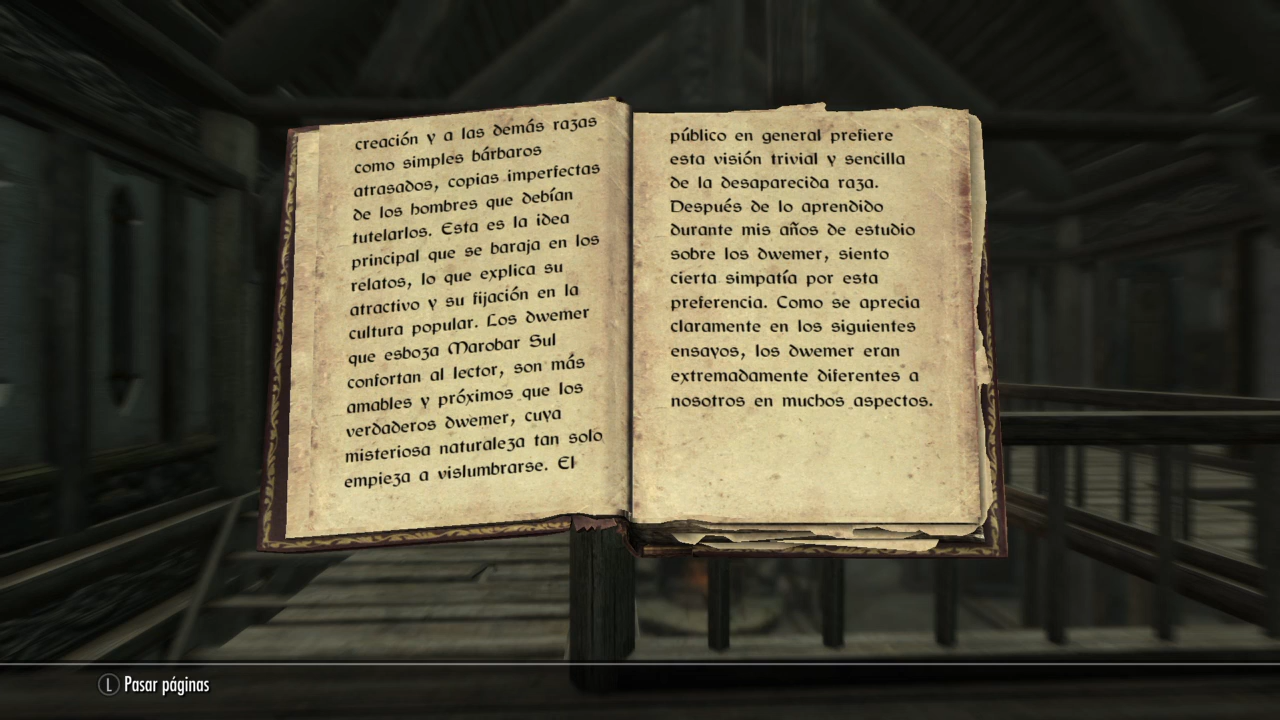 creación y a las demás razas
como simples bárbaros
atrasados, copias imperfectas
de los hombres que debían
tutelarlos. Esta es la idea
principal que se baraja en los
relatos, lo que explica su
atractivo y su fijación en la
cultura popular. Los dwemer
que esboza Marobar Sul
confortan al lector, son más
amables y próximos que los
verdaderos dwemer, cuya
misteriosa naturaleza tan solo
empieza a vislumbrarse. El
público en general prefiere
esta visión trivial y sencilla
de la desaparecida raza.
Después de lo aprendido
durante mis años de estudio
sobre los dwemer, siento
cierta simpatía por esta
preferencia. Como se aprecia
claramente en los siguientes
ensayos, los dwemer eran
extremadamente diferentes a
nosotros en muchos aspectos.
L Pasar páginas